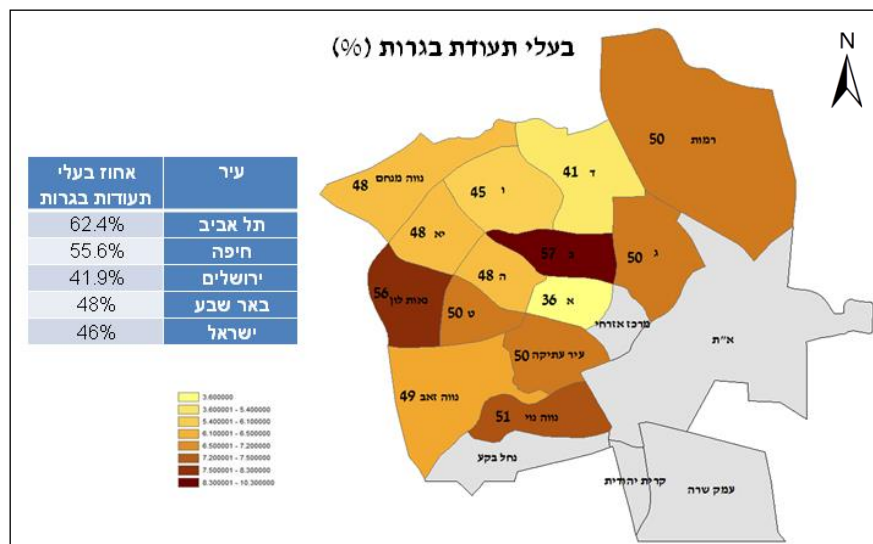 בעלי תעודת בגרות (%)
N
עיר אחוז בעלי תעודות בגרות
תל אביב 62.4%
חיפה 55.6%
ירושלים 41.9%
באר שבע 48%
ישראל 46%
רמות 50
ד 41
נווה מנחם 48
ו 45
יא 48
ב 57
ג 50
ה 48
נאות לון 56
א 36
ט 50
מרכז אזרחי
א״ת
עיר עתיקה 50
נווה זאב 49
נווה נוי 51
נחל בקע
קרית יהודית
עמק שרה
3.600000
3.600001 - 5.400000
5.400001 - 6.100000
6.100001 - 6.500000
6.500001 - 7.200000
7.200001 - 7.500000
7.500001 - 8.300000
8.300001 - 10.300000